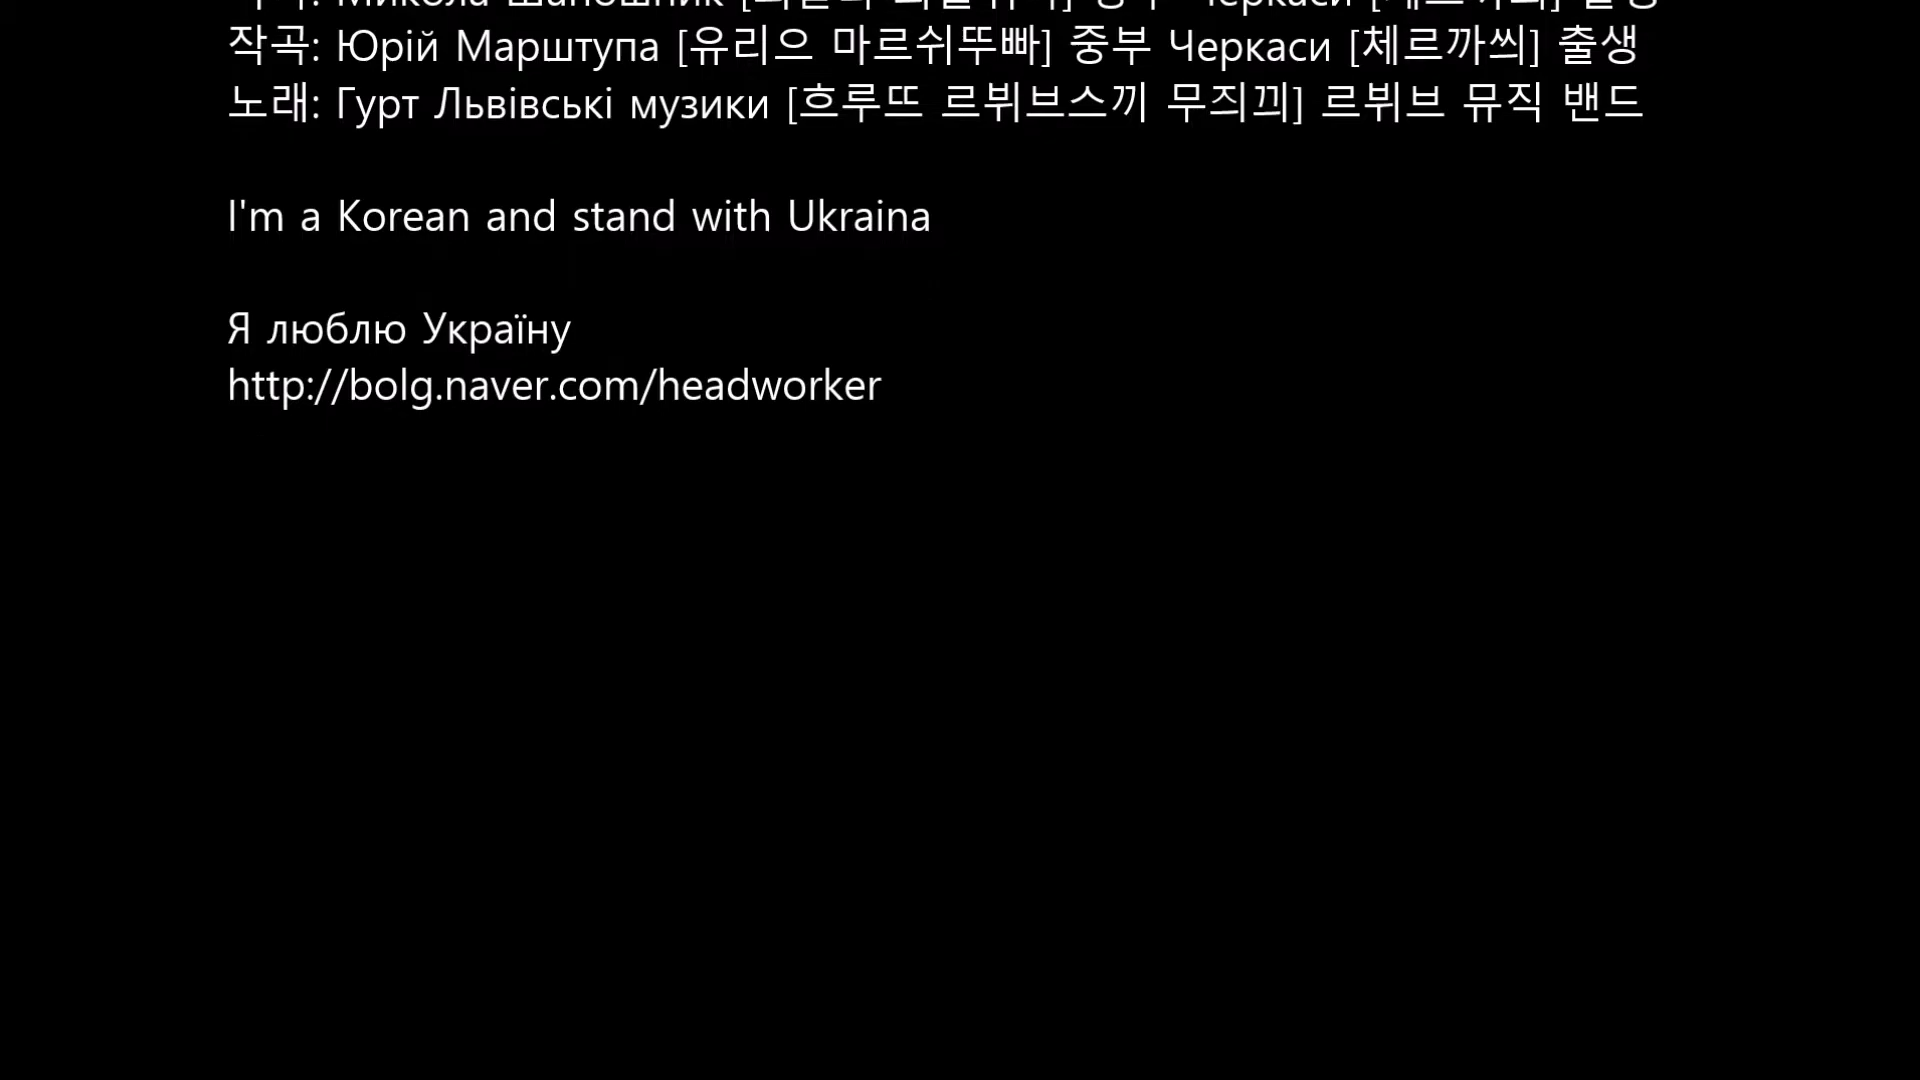 Микола Шапошник
작곡: Юрій Марштупа [유리으 마르쉬뚜빠] 중부 Черкаси [체르까씌] 출생
노래: Гурт Львівські музики [흐루뜨 르뷔브스끼 무즤끠] 르뷔브 뮤직 밴드
I'm a Korean and stand with Ukraina
Я люблю Україну
http://bolg.naver.com/headworker